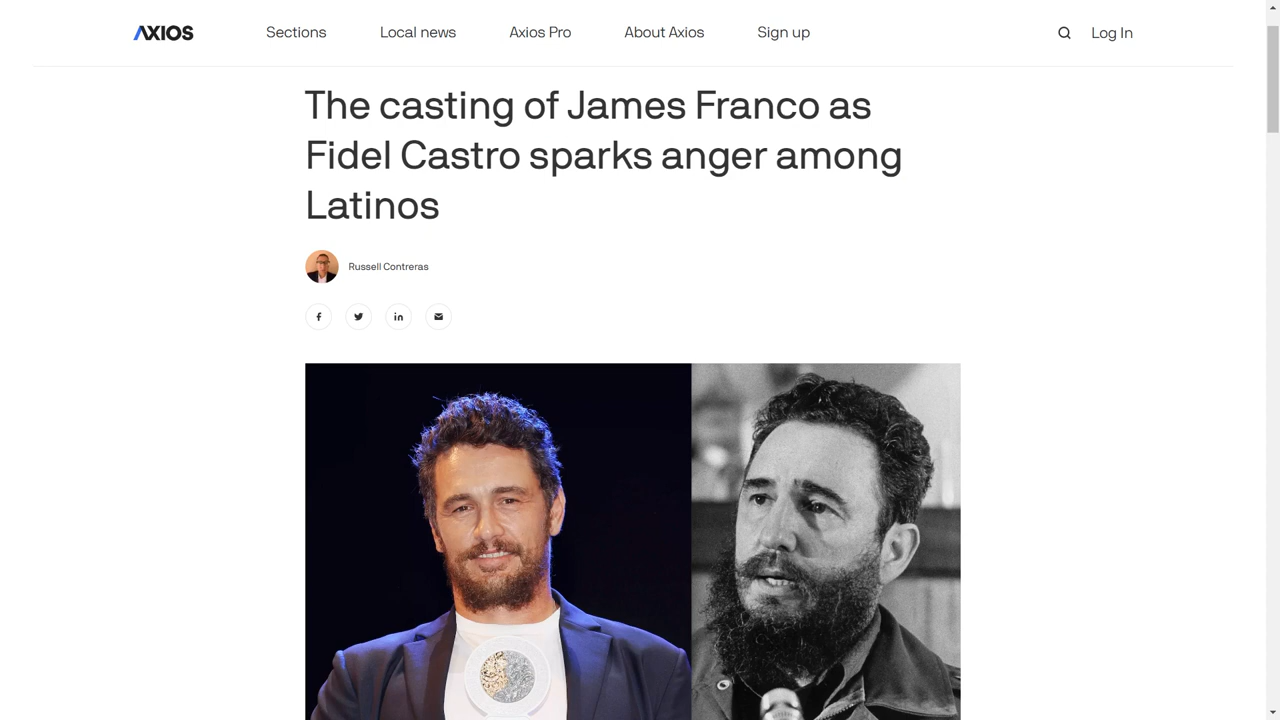 AXIOS
Sections
Local news
Axios Pro
About Axios
Sign up
Log In
The casting of James Franco as
Fidel Castro sparks anger among
Latinos
Russell Contreras